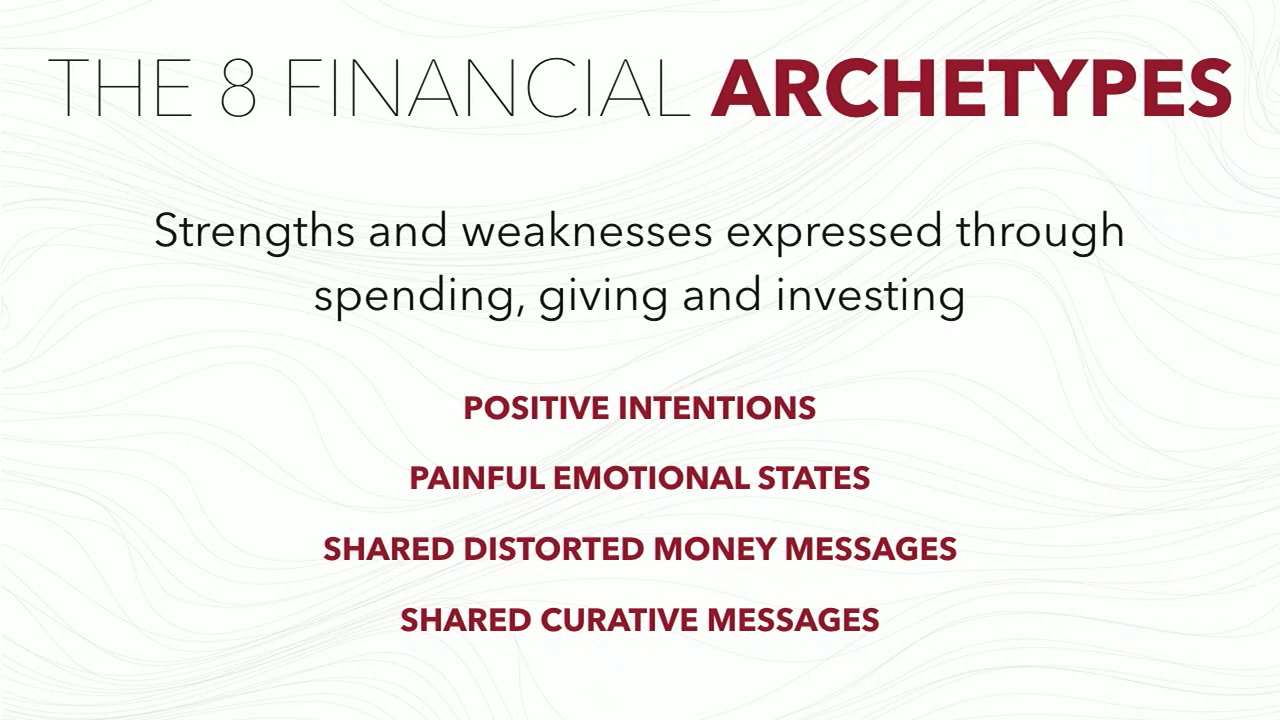 THE 8 FINANCIAL ARCHETYPES
Strengths and weaknesses expressed through
spending, giving and investing
POSITIVE INTENTIONS
PAINFUL EMOTIONAL STATES
SHARED DISTORTED MONEY MESSAGES
SHARED CURATIVE MESSAGES